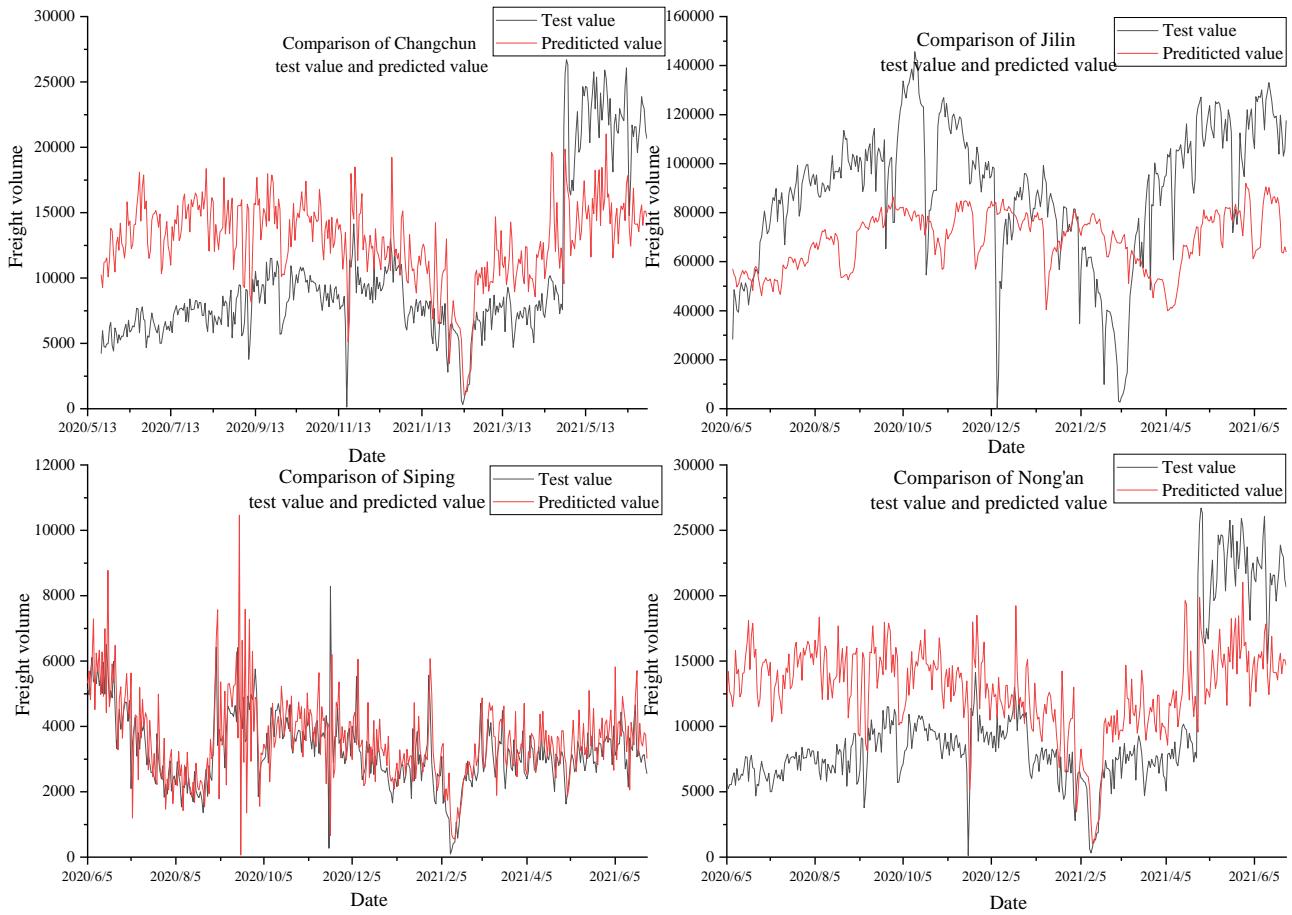 Comparison of Changchun
test value and predicted value
Test value
Prediticted value
30000
25000
20000
15000
10000
5000
0
Freight volume
2020/5/13
2020/7/13
2020/9/13
2020/11/13
2021/1/13
2021/3/13
2021/5/13
Date
Comparison of Jilin
test value and predicted value
Test value
Prediticted value
160000
140000
120000
100000
80000
60000
40000
20000
0
Freight volume
2020/6/5
2020/8/5
2020/10/5
2020/12/5
2021/2/5
2021/4/5
2021/6/5
Date
Comparison of Siping
test value and predicted value
Test value
Prediticted value
12000
10000
8000
6000
4000
2000
0
Freight volume
2020/6/5
2020/8/5
2020/10/5
2020/12/5
2021/2/5
2021/4/5
2021/6/5
Date
Comparison of Nong'an
test value and predicted value
Test value
Prediticted value
30000
25000
20000
15000
10000
5000
0
Freight volume
2020/6/5
2020/8/5
2020/10/5
2020/12/5
2021/2/5
2021/4/5
2021/6/5
Date